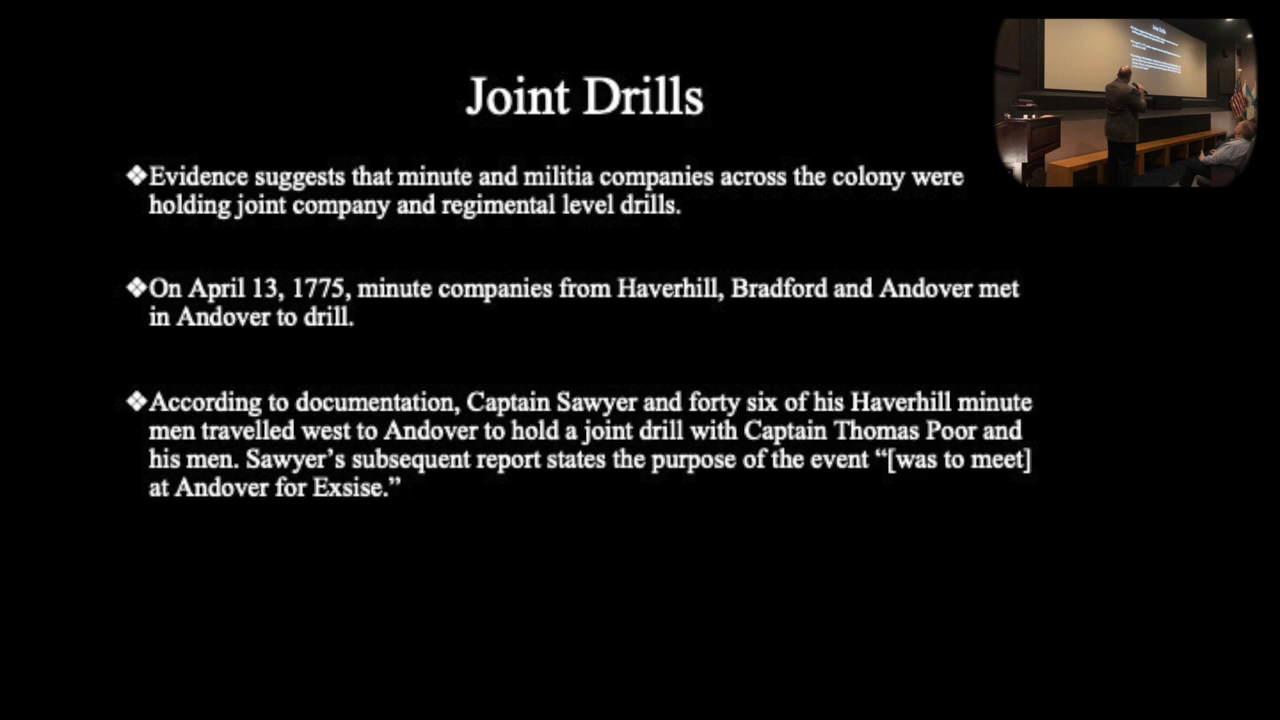 Joint Drills
❖Evidence suggests that minute and militia companies across the colony were
holding joint company and regimental level drills.
❖On April 13, 1775, minute companies from Haverhill, Bradford and Andover met
in Andover to drill.
❖According to documentation, Captain Sawyer and forty six of his Haverhill minute
men travelled west to Andover to hold a joint drill with Captain Thomas Poor and
his men. Sawyer’s subsequent report states the purpose of the event “[was to meet]
at Andover for Exsise.”